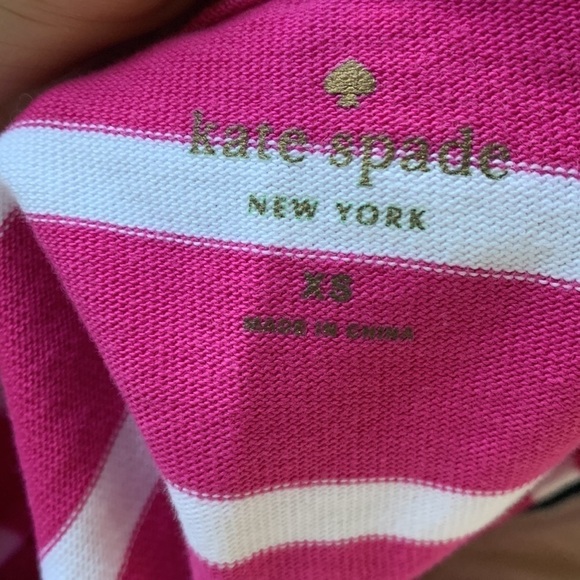 kate spade
NEW YORK
XS
MADE IN CHINA